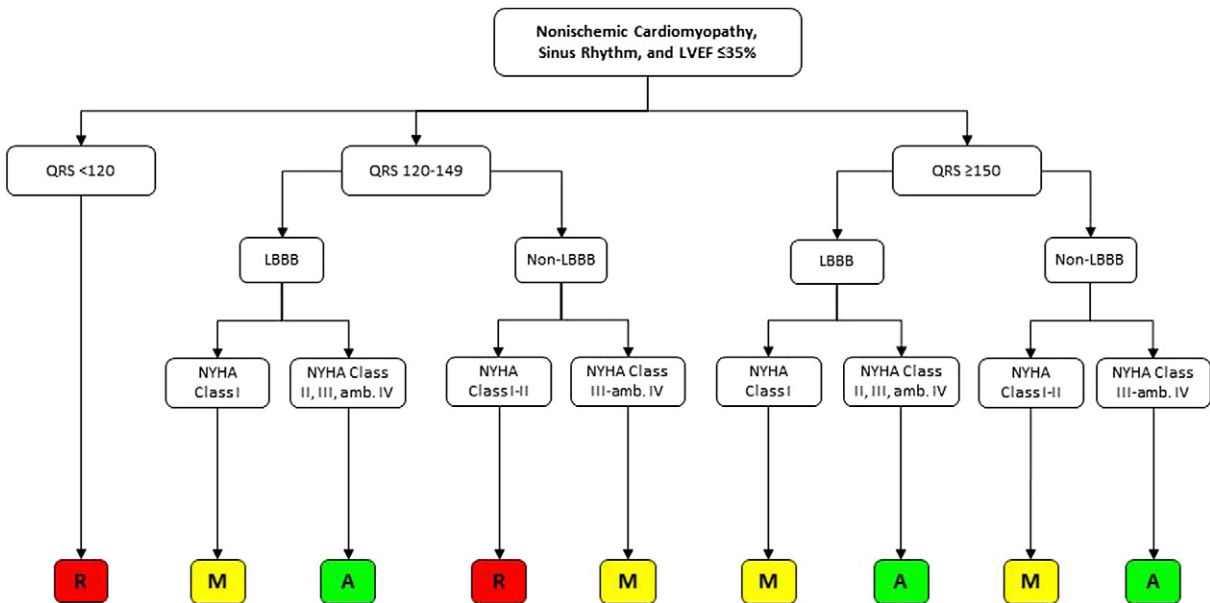 Nonischemic Cardiomyopathy,
Sinus Rhythm, and LVEF ≤35%
QRS <120
QRS 120-149
QRS ≥150
LBBB
Non-LBBB
LBBB
Non-LBBB
NYHA
Class I
NYHA Class
II, III, amb. IV
NYHA
Class I-II
NYHA Class
III-amb. IV
NYHA
Class I
NYHA Class
II, III, amb. IV
NYHA
Class I-II
NYHA Class
III-amb. IV
R
M
A
R
M
M
A
M
A